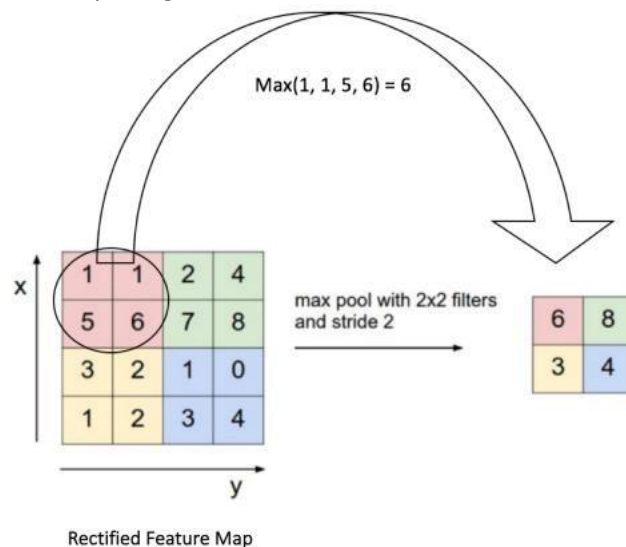 Max(1, 1, 5, 6) = 6
x
1 1 2 4
5 6 7 8
3 2 1 0
1 2 3 4
y
max pool with 2x2 filters
and stride 2
6 8
3 4
Rectified Feature Map